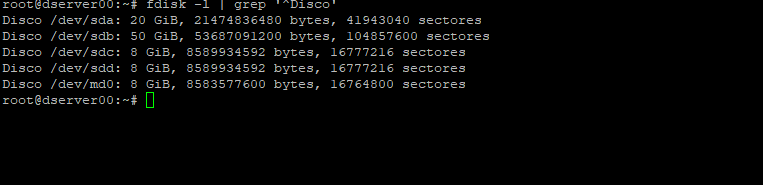 root@dserver00:~# fdisk -l | grep '^Disco'
Disco /dev/sda: 20 GiB, 21474836480 bytes, 41943040 sectores
Disco /dev/sdb: 50 GiB, 53687091200 bytes, 104857600 sectores
Disco /dev/sdc: 8 GiB, 8589934592 bytes, 16777216 sectores
Disco /dev/sdd: 8 GiB, 8589934592 bytes, 16777216 sectores
Disco /dev/md0: 8 GiB, 8583577600 bytes, 16764800 sectores
root@dserver00:~#